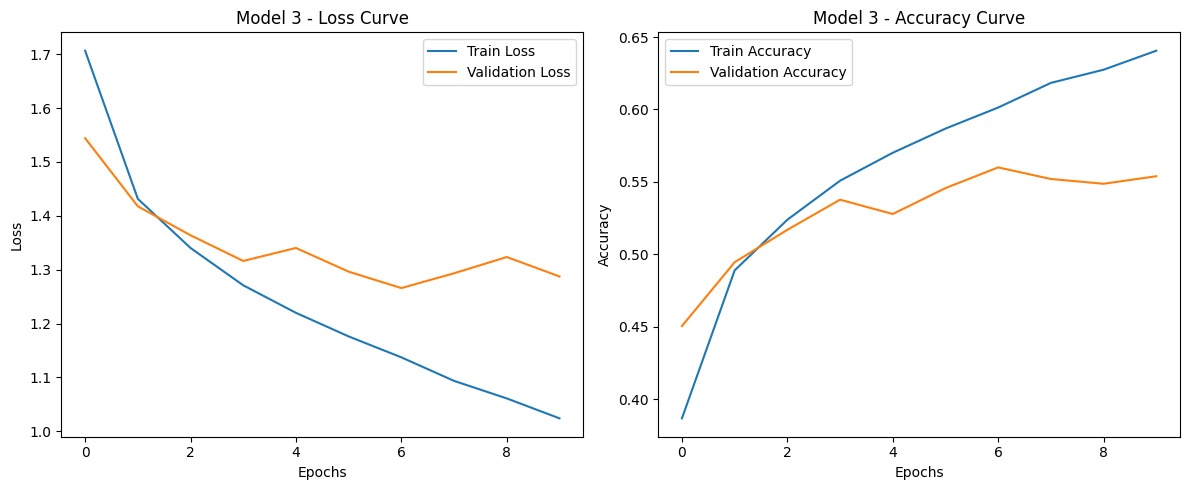 Model 3 - Loss Curve
Train Loss
Validation Loss
1.7
1.6
1.5
1.4
1.3
1.2
1.1
1.0
Loss
0
2
4
6
8
Epochs
Model 3 - Accuracy Curve
Train Accuracy
Validation Accuracy
0.65
0.60
0.55
0.50
0.45
0.40
Accuracy
0
2
4
6
8
Epochs